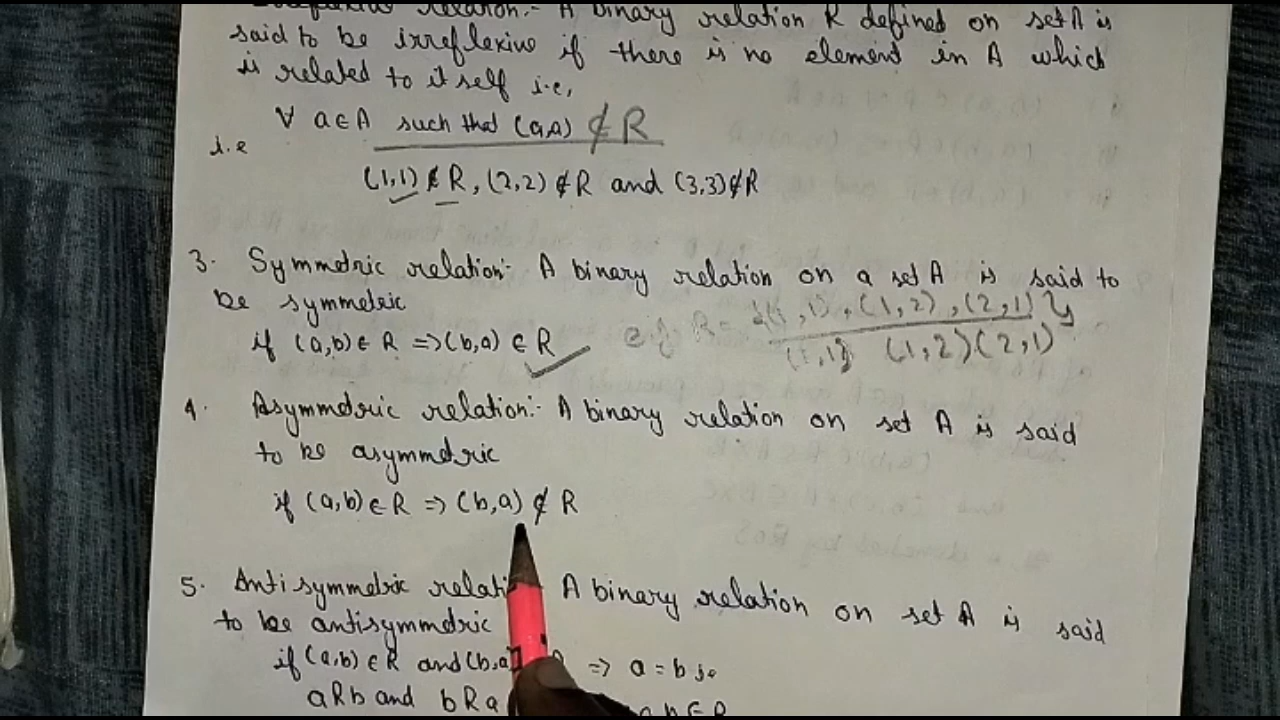 relation:- A binary relation R defined on set A is
said to be irreflexive if there is no element in A which
is related to it self i.e,
∀ a∈A such that (a,a) ∉ R
i.e
(1,1) ∉ R, (2,2) ∉ R and (3,3) ∉ R
3. Symmetric relation:- A binary relation on a set A is said to
be symmetric
if (a,b) ∈ R => (b,a) ∈ R
R = {(1,1), (1,2), (2,1)}
(1,1) (1,2) (2,1)
4. Asymmetric relation:- A binary relation on set A is said
to be asymmetric
if (a,b) ∈ R => (b,a) ∉ R
5. Antisymmetric A binary relation on set A is said
to be antisymmetric
if (a,b) ∈ R and (b,a) => a = b
aRb and bRa